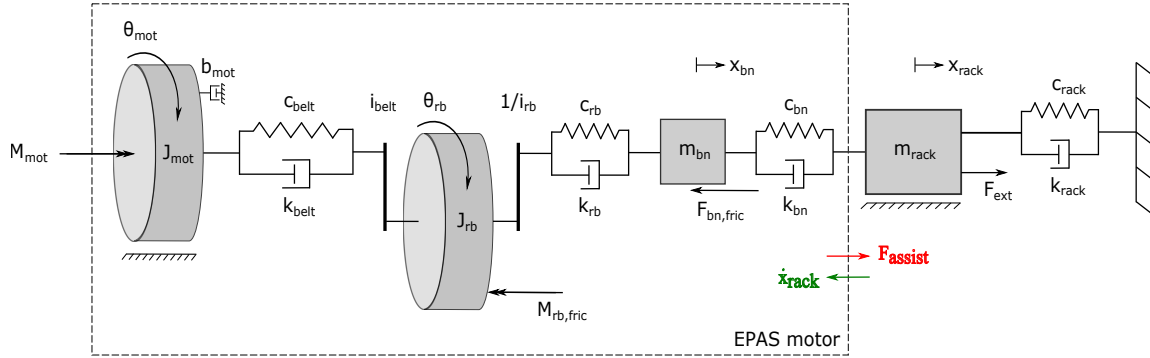 θmot
bmot
Mmot
Jmot
cbelt
kbelt
ibelt
θrb
Jrb
1/irb
Mrb,fric
crb
krb
xbn
mbn
Fbn,fric
cbn
kbn
xrack
mrack
Fext
crack
krack
Fassist
ẋrack
EPAS motor